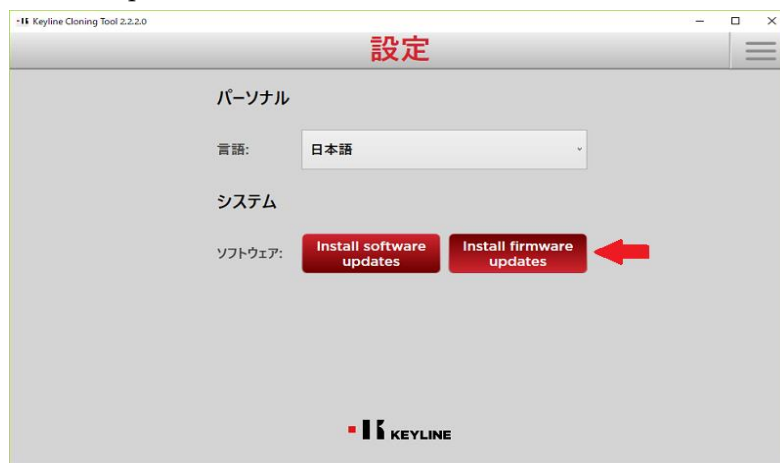 Keyline Cloning Tool 2.2.2.0
設定
パーソナル
言語:
日本語
システム
ソフトウェア:
Install software
updates
Install firmware
updates
KEYLINE